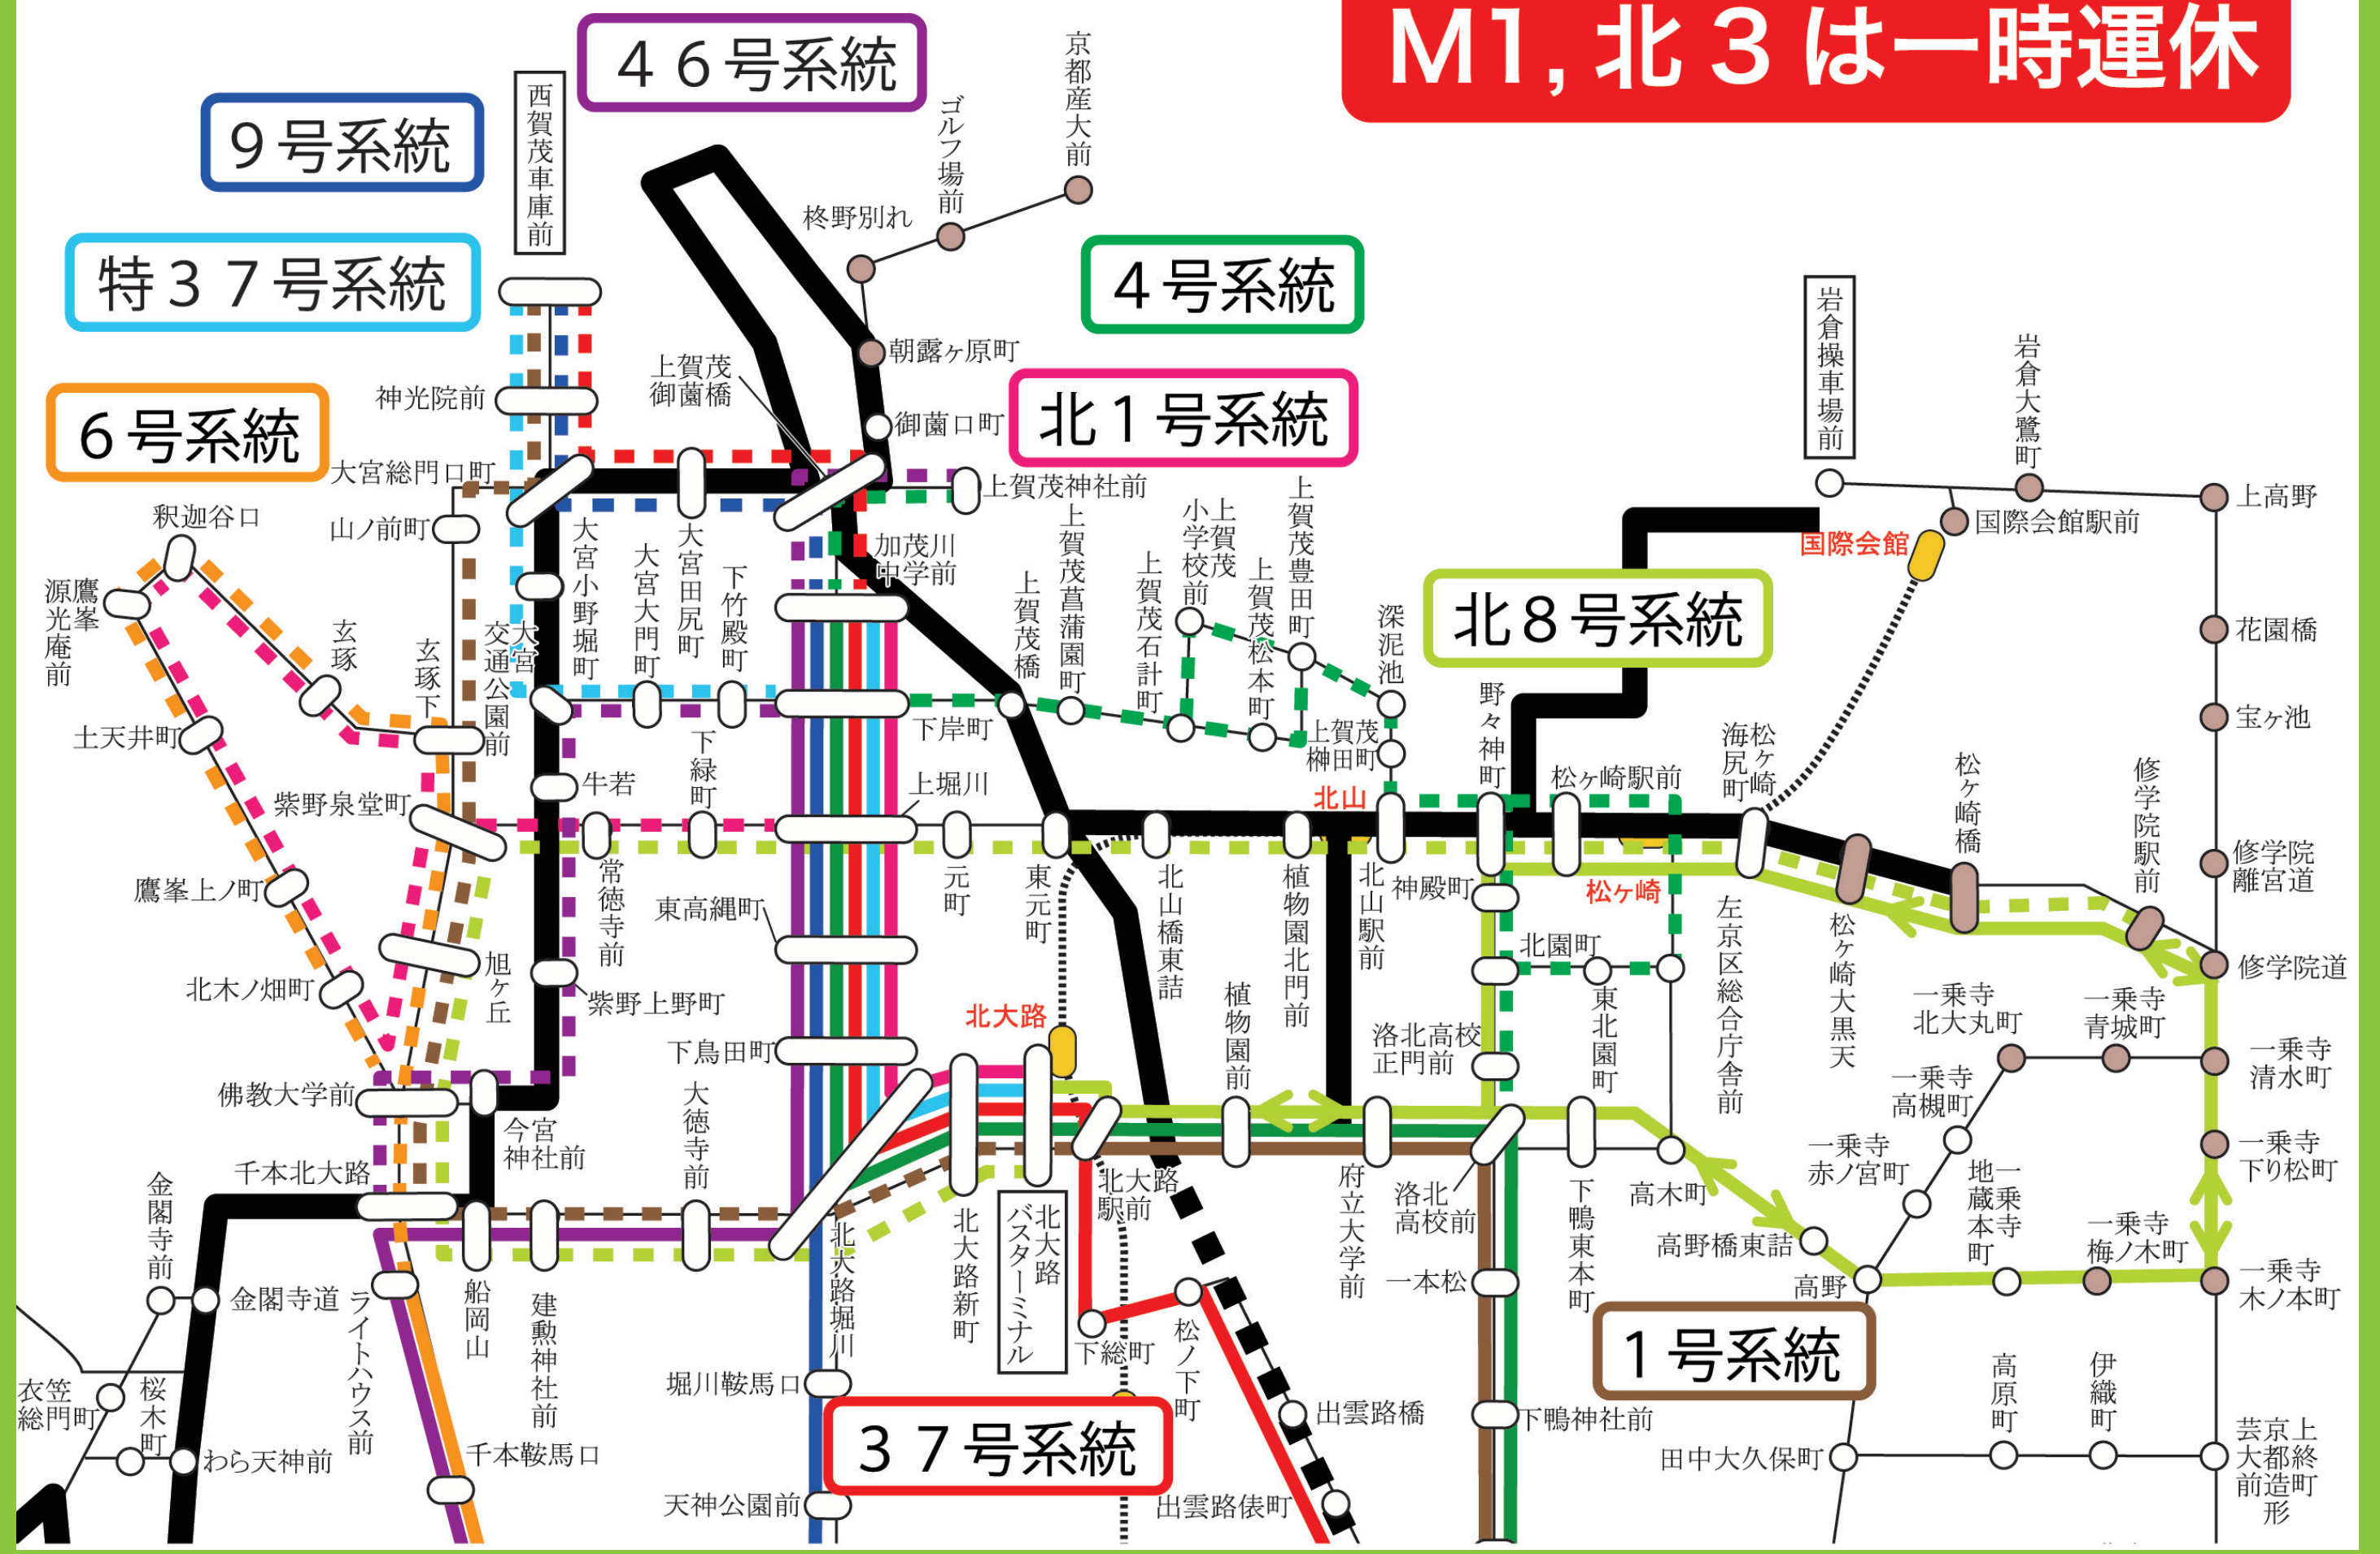 M1, 北3は一時運休
46号系統
9号系統
特37号系統
6号系統
4号系統
北1号系統
北8号系統
37号系統
1号系統
西賀茂車庫前
京都産大前
ゴルフ場前
柊野別れ
朝露ヶ原町
御薗口町
上賀茂
御薗橋
上賀茂神社前
神光院前
大宮総門口町
山ノ前町
釈迦谷口
鷹峯
源光庵前
玄琢
玄琢下
大宮
交通公園前
大宮小野堀町
大宮大門町
大宮田尻町
下竹殿町
加茂川
中学前
上賀茂橋
上賀茂菖蒲園町
上賀茂石計町
上賀茂
小学校前
上賀茂松本町
上賀茂豊田町
深泥池
上賀茂
榊田町
下岸町
上堀川
下緑町
牛若
土天井町
紫野泉堂町
鷹峯上ノ町
北木ノ畑町
旭ヶ丘
常徳寺前
東高縄町
紫野上野町
下鳥田町
大徳寺前
佛教大学前
今宮
神社前
千本北大路
金閣寺前
金閣寺道
衣笠
総門町
桜木町
わら天神前
ライトハウス前
船岡山
建勲神社前
千本鞍馬口
北大路堀川
堀川鞍馬口
天神公園前
北大路新町
北大路
バスターミナル
北大路
北大路
駅前
下総町
松ノ下町
出雲路橋
出雲路俵町
元町
東元町
北山橋東詰
植物園北門前
北山
北山駅前
野々神町
松ヶ崎駅前
松ヶ崎
松ヶ崎
海尻町
左京区総合庁舎前
松ヶ崎大黒天
松ヶ崎橋
修学院駅前
修学院道
修学院
離宮道
宝ヶ池
花園橋
上高野
岩倉大鷺町
岩倉操車場前
国際会館駅前
国際会館
神殿町
北園町
東北園町
洛北高校
正門前
植物園前
府立大学前
洛北
高校前
下鴨東本町
高木町
高野橋東詰
高野
一本松
下鴨神社前
一乗寺
北大丸町
一乗寺
青城町
一乗寺
清水町
一乗寺
高槻町
一乗寺
赤ノ宮町
一乗寺
地蔵本町
一乗寺
梅ノ木町
一乗寺
下り松町
一乗寺
木ノ本町
田中大久保町
高原町
伊織町
上終町
京都造形
芸大前